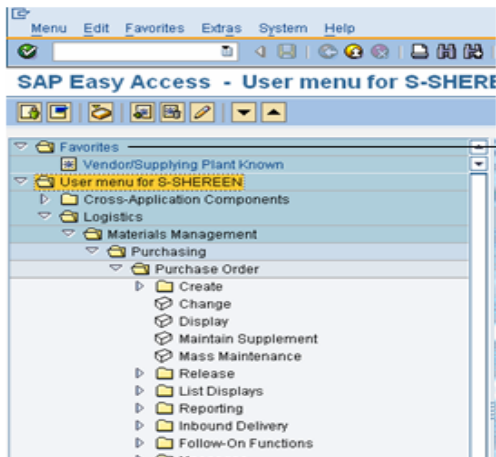 Menu Edit Favorites Extras System Help
SAP Easy Access - User menu for S-SHERE
Favorites
Vendor/Supplying Plant Known
User menu for S-SHEREEN
Cross-Application Components
Logistics
Materials Management
Purchasing
Purchase Order
Create
Change
Display
Maintain Supplement
Mass Maintenance
Release
List Displays
Reporting
Inbound Delivery
Follow-On Functions